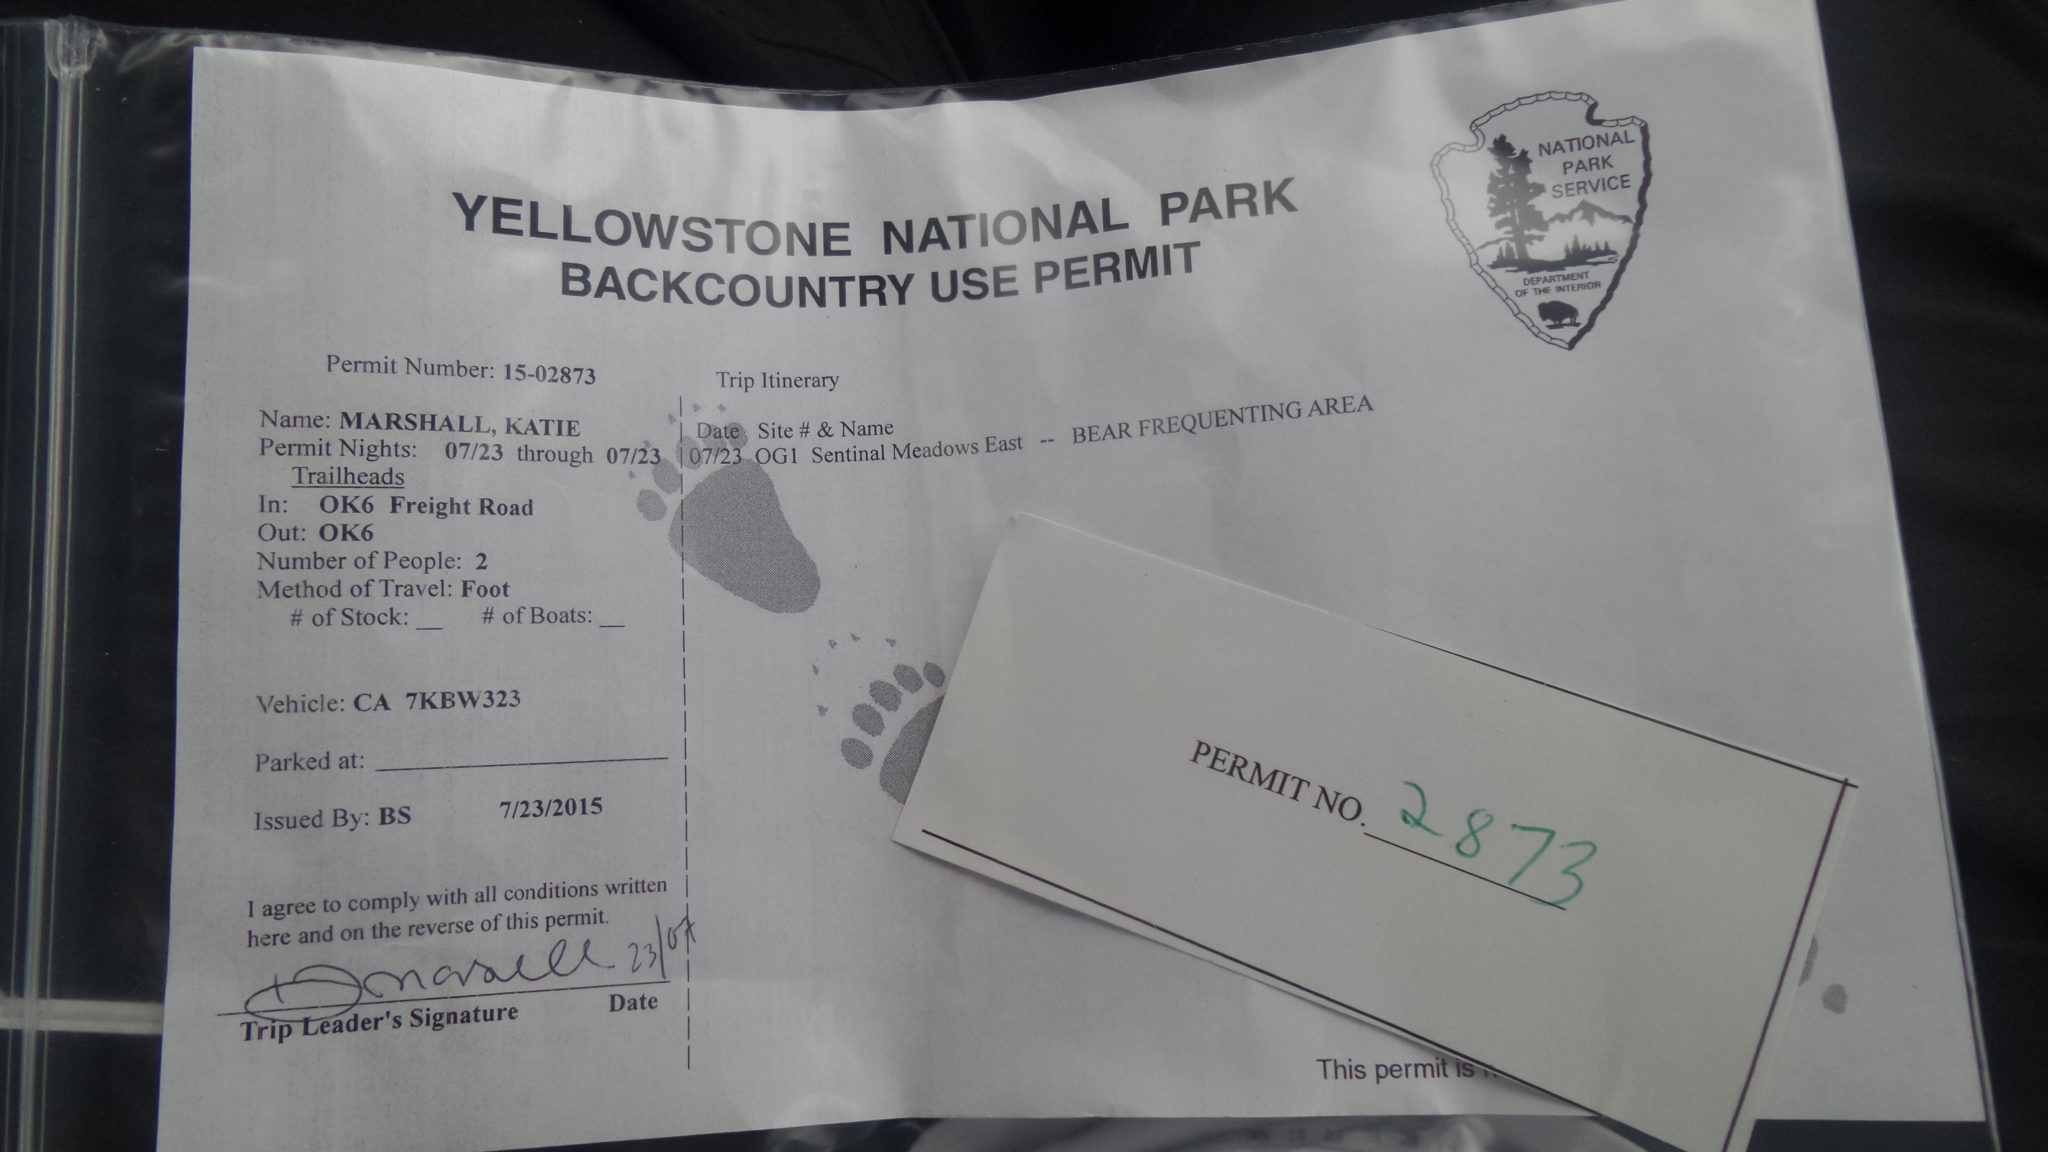 YELLOWSTONE NATIONAL PARK
BACKCOUNTRY USE PERMIT
NATIONAL
PARK
SERVICE
DEPARTMENT
OF THE INTERIOR
Permit Number: 15-02873
Name: MARSHALL, KATIE
Permit Nights: 07/23 through 07/23
Trailheads
In: OK6 Freight Road
Out: OK6
Number of People: 2
Method of Travel: Foot
# of Stock: __ # of Boats: __
Vehicle: CA 7KBW323
Parked at:
Issued By: BS 7/23/2015
I agree to comply with all conditions written
here and on the reverse of this permit.
23/07
Trip Leader's Signature Date
Trip Itinerary
Date Site # & Name
07/23 OG1 Sentinal Meadows East -- BEAR FREQUENTING AREA
PERMIT NO. 2873
This permit is